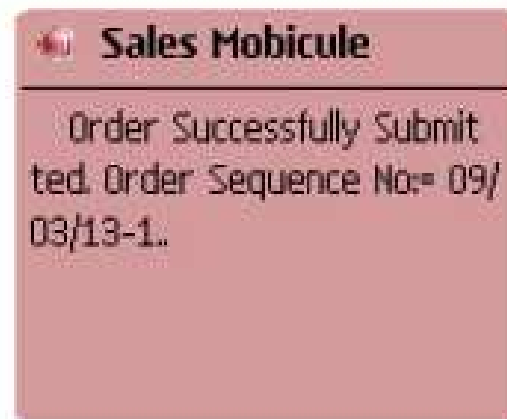 Sales Mobicule
Order Successfully Submit
ted. Order Sequence No:= 09/
03/13-1..